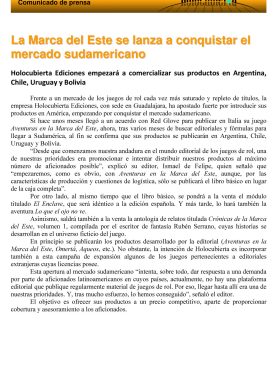 Comunicado de prensa
La Marca del Este se lanza a conquistar el
mercado sudamericano
Holocubierta Ediciones empezará a comercializar sus productos en Argentina,
Chile, Uruguay y Bolivia
Frente a un mercado de los juegos de rol cada vez más saturado y repleto de títulos, la
empresa Holocubierta Ediciones, con sede en Guadalajara, ha apostado fuerte por introducir sus
productos en América, empezando por conquistar el mercado sudamericano.
Si hace unos meses llegó a un acuerdo con Red Glove para publicar en Italia su juego
Aventuras en la Marca del Este, ahora, tras varios meses de buscar editoriales y fórmulas para
llegar a Sudamérica, al fin se confirma que sus productos se publicarán en Argentina, Chile,
Uruguay y Bolivia.
"Desde que comenzamos nuestra andadura en el mundo editorial de los juegos de rol, una
de nuestras prioridades era promocionar e intentar distribuir nuestros productos al máximo
número de aficionados posible", explicó su editor, Ismael de Felipe, quien señaló que
"empezaremos, como es obvio, con Aventuras en la Marca del Este, aunque, por las
características de producción y cuestiones de logística, sólo se publicará el libro básico en lugar
de la caja completa".
Por otro lado, al mismo tiempo que el libro básico, se pondrá a la venta el módulo
titulado El Enclave, que será idéntico a la edición española. Y más tarde, lo hará también la
aventura Lo que el ojo no ve.
Asimismo, saldrá también a la venta la antología de relatos titulada Crónicas de la Marca
del Este, volumen 1, compilada por el escritor de fantasía Rubén Serrano, cuyas historias se
desarrollan en el universo ficticio del juego.
En principio se publicarán los productos desarrollados por la editorial (Aventuras en la
Marca del Este, Omertá, Aqueos, etc.). No obstante, la intención de Holocubierta es incorporar
también a esta campaña de expansión algunos de los juegos pertenecientes a editoriales
extranjeras cuyas licencias posee.
Esta apertura al mercado sudamericano "intenta, sobre todo, dar respuesta a una demanda
por parte de aficionados latinoamericanos en cuyos países, actualmente, no hay una plataforma
editorial que publique regularmente material de juegos de rol. Por eso, llegar hasta allí era una de
nuestras prioridades. Y, tras mucho esfuerzo, lo hemos conseguido", señaló el editor.
El objetivo es ofrecer sus productos a un precio competitivo, aparte de proporcionar
cobertura y asesoramiento a los aficionados.